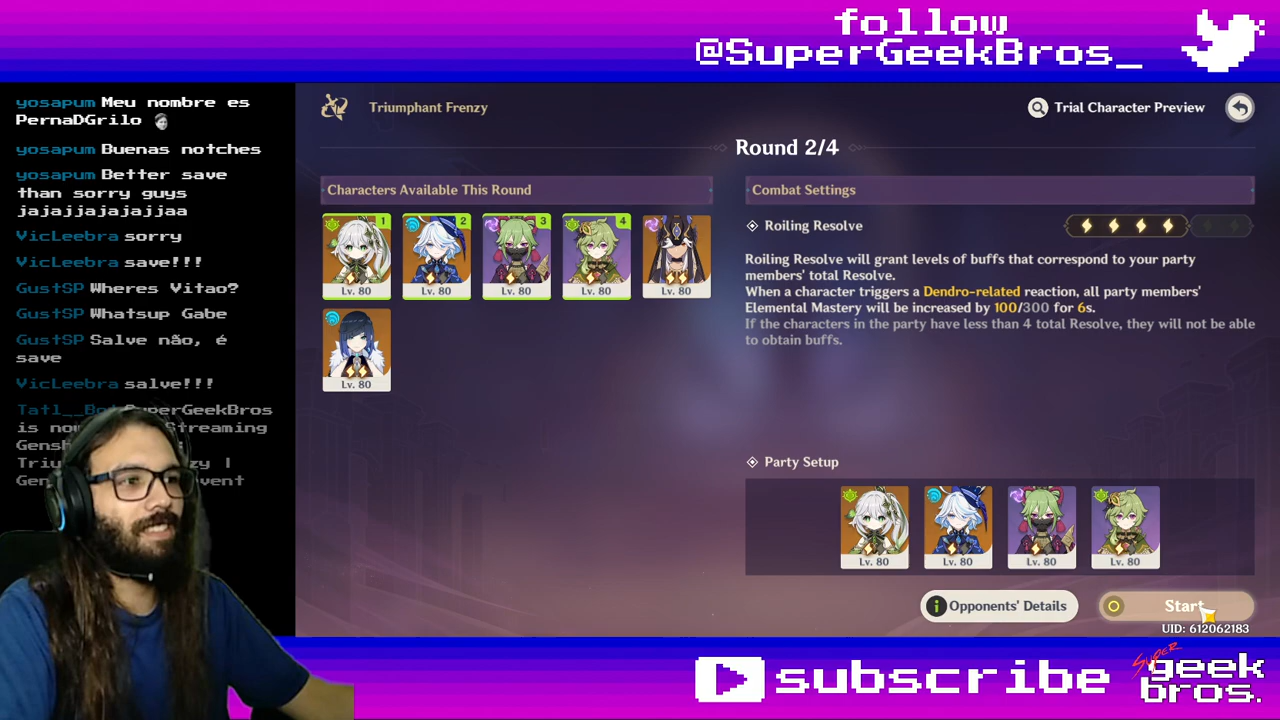 follow
@SuperGeekBros_
yosapum Meu nombre es
PernaDGrilo
yosapum Buenas notches
yosapum Better save
than sorry guys
jajajjajajajjaa
VicLeebra sorry
VicLeebra save!!!
GustSP Wheres Vitao?
GustSP Whatsup Gabe
GustSP Salve não, é
save
VicLeebra salve!!!
SuperGeekBros
is now
Streaming
Triumphant Frenzy
Trial Character Preview
Round 2/4
Characters Available This Round
1
2
3
4
Lv. 80
Lv. 80
Lv. 80
Lv. 80
Lv. 80
Lv. 80
Combat Settings
Roiling Resolve
Roiling Resolve will grant levels of buffs that correspond to your party
members' total Resolve.
When a character triggers a Dendro-related reaction, all party members'
Elemental Mastery will be increased by 100/300 for 6s.
If the characters in the party have less than 4 total Resolve, they will not be able
to obtain buffs.
Party Setup
Lv. 80
Lv. 80
Lv. 80
Lv. 80
Opponents' Details
Start
UID: 612062183
subscribe
SUPER
geek
bros.